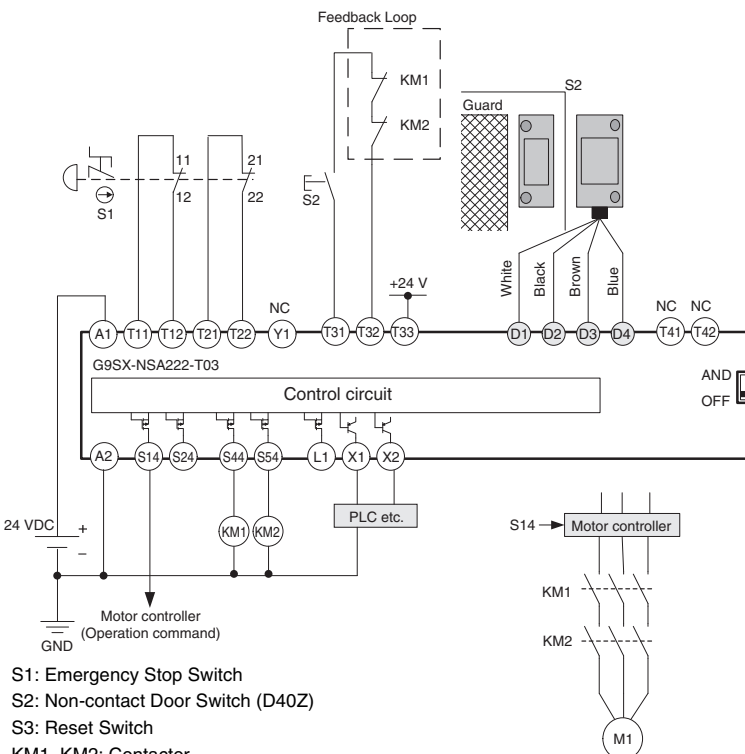 Feedback Loop
KM1
KM2
S2
Guard
11
21
12
22
S1
S2
White
Black
Brown
Blue
+24 V
NC
NC
NC
A1
T11
T12
T21
T22
Y1
T31
T32
T33
D1
D2
D3
D4
T41
T42
G9SX-NSA222-T03
AND
OFF
Control circuit
A2
S14
S24
S44
S54
L1
X1
X2
24 VDC
+
–
KM1
KM2
PLC etc.
S14
Motor controller
KM1
KM2
M1
Motor controller
(Operation command)
GND
S1: Emergency Stop Switch
S2: Non-contact Door Switch (D40Z)
S3: Reset Switch
KM1, KM2: Contactor